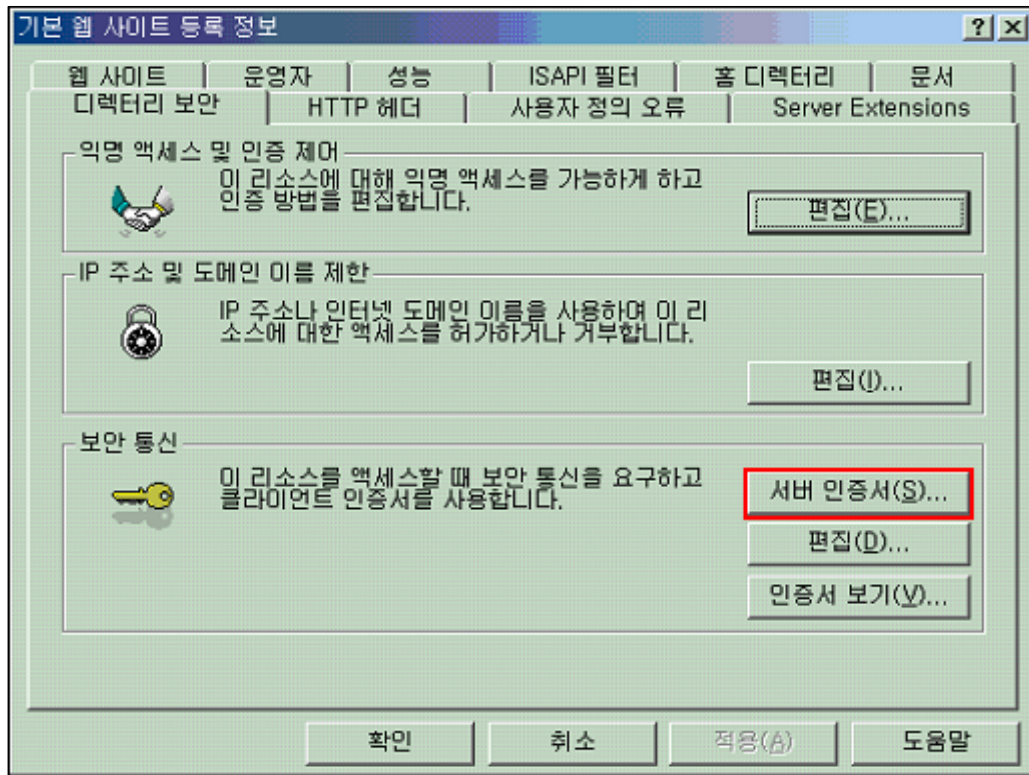 기본 웹 사이트 등록 정보
웹 사이트 운영자 성능 ISAPI 필터 홈 디렉터리 문서
디렉터리 보안 HTTP 헤더 사용자 정의 오류 Server Extensions
익명 액세스 및 인증 제어
이 리소스에 대해 익명 액세스를 가능하게 하고
인증 방법을 편집합니다.
편집(E)...
IP 주소 및 도메인 이름 제한
IP 주소나 인터넷 도메인 이름을 사용하여 이 리
소스에 대한 액세스를 허가하거나 거부합니다.
편집(I)...
보안 통신
이 리소스를 액세스할 때 보안 통신을 요구하고
클라이언트 인증서를 사용합니다.
서버 인증서(S)...
편집(D)...
인증서 보기(V)...
확인 취소 적용(A) 도움말